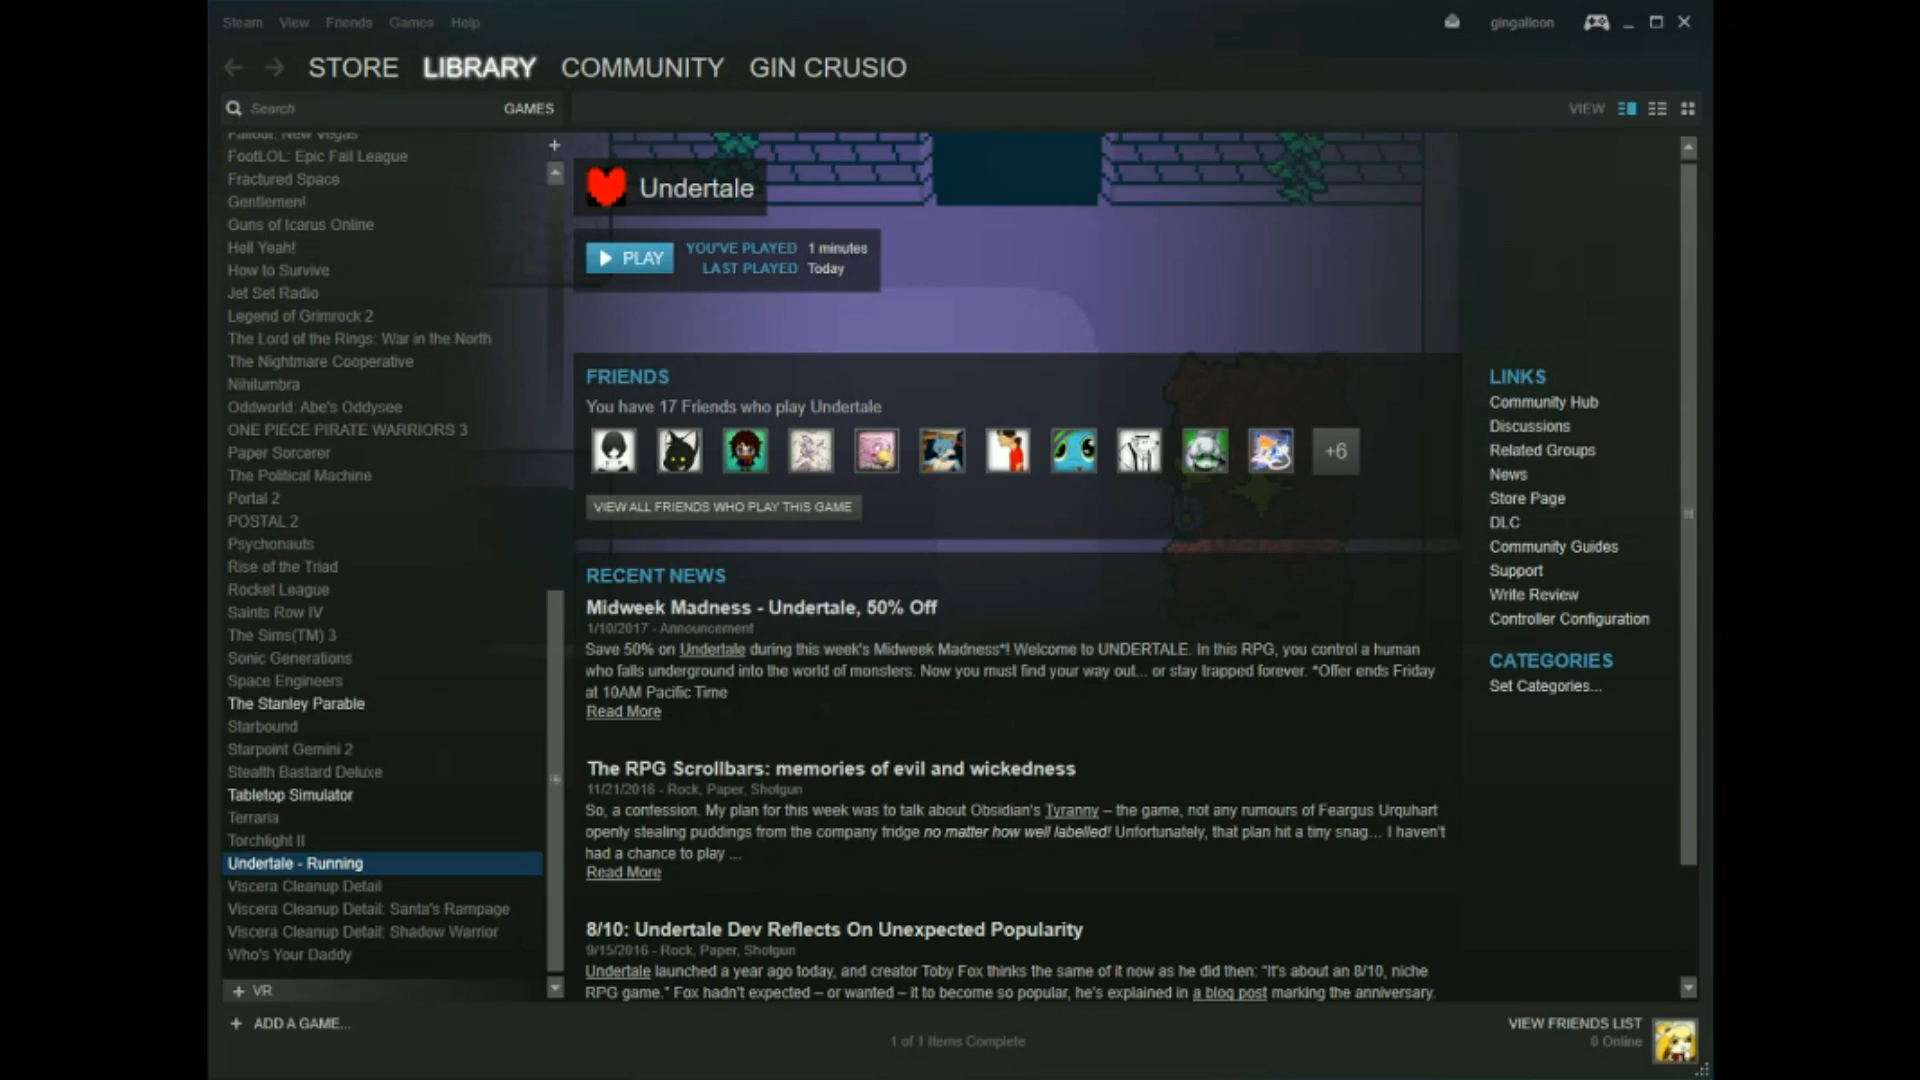 Steam View Friends Games Help
gingalleon
STORE LIBRARY COMMUNITY GIN CRUSIO
Search GAMES
VIEW
Fallout: New Vegas
FootLOL: Epic Fail League
Fractured Space
Gentlemen!
Guns of Icarus Online
Hell Yeah!
How to Survive
Jet Set Radio
Legend of Grimrock 2
The Lord of the Rings: War in the North
The Nightmare Cooperative
Nihilumbra
Oddworld: Abe's Oddysee
ONE PIECE PIRATE WARRIORS 3
Paper Sorcerer
The Political Machine
Portal 2
POSTAL 2
Psychonauts
Rise of the Triad
Rocket League
Saints Row IV
The Sims(TM) 3
Sonic Generations
Space Engineers
The Stanley Parable
Starbound
Starpoint Gemini 2
Stealth Bastard Deluxe
Tabletop Simulator
Terraria
Torchlight II
Undertale - Running
Viscera Cleanup Detail
Viscera Cleanup Detail: Santa's Rampage
Viscera Cleanup Detail: Shadow Warrior
Who's Your Daddy
+ VR
+ ADD A GAME...
Undertale
PLAY
YOU'VE PLAYED 1 minutes
LAST PLAYED Today
FRIENDS
You have 17 Friends who play Undertale
+6
VIEW ALL FRIENDS WHO PLAY THIS GAME
RECENT NEWS
Midweek Madness - Undertale, 50% Off
1/10/2017 - Announcement
Save 50% on Undertale during this week's Midweek Madness*! Welcome to UNDERTALE. In this RPG, you control a human
who falls underground into the world of monsters. Now you must find your way out... or stay trapped forever. *Offer ends Friday
at 10AM Pacific Time
Read More
The RPG Scrollbars: memories of evil and wickedness
11/21/2016 - Rock, Paper, Shotgun
So, a confession. My plan for this week was to talk about Obsidian's Tyranny – the game, not any rumours of Feargus Urquhart
openly stealing puddings from the company fridge no matter how well labelled! Unfortunately, that plan hit a tiny snag... I haven't
had a chance to play ...
Read More
8/10: Undertale Dev Reflects On Unexpected Popularity
9/15/2016 - Rock, Paper, Shotgun
Undertale launched a year ago today, and creator Toby Fox thinks the same of it now as he did then: "It's about an 8/10, niche
RPG game." Fox hadn't expected – or wanted – it to become so popular, he's explained in a blog post marking the anniversary.
LINKS
Community Hub
Discussions
Related Groups
News
Store Page
DLC
Community Guides
Support
Write Review
Controller Configuration
CATEGORIES
Set Categories...
1 of 1 Items Complete
VIEW FRIENDS LIST
0 Online